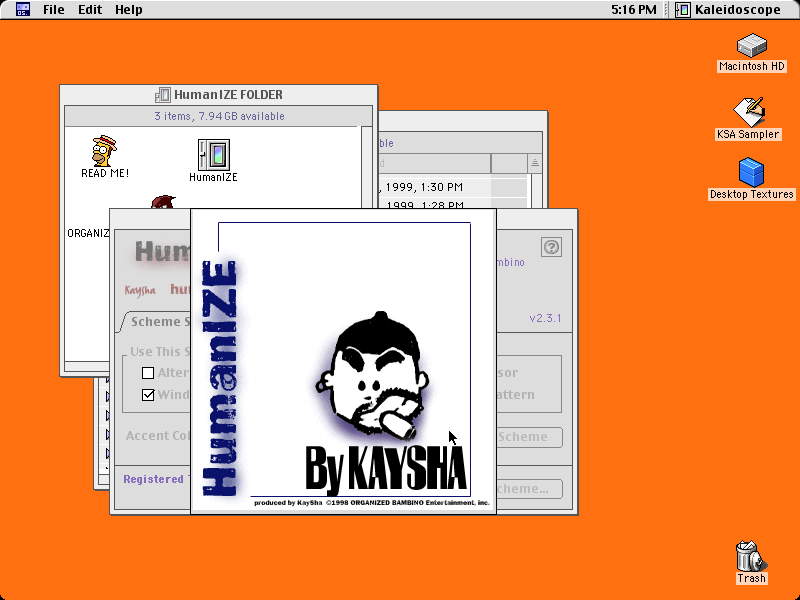 File Edit Help
5:16 PM
Kaleidoscope
Macintosh HD
KSA Sampler
Desktop Textures
Trash
HumanIZE FOLDER
3 items, 7.94 GB available
READ ME!
HumanIZE
ORGANIZ
ble
d
, 1999, 1:30 PM
1999, 1:28 PM
Hum
mbino
Kaysha hu
v2.3.1
Scheme S
Use This S
Alter
sor
Wind
attern
Accent Col
Scheme
Registered
cheme...
HumanIZE
By KAYSHA
produced by KaySha ©1998 ORGANIZED BAMBINO Entertainment, inc.